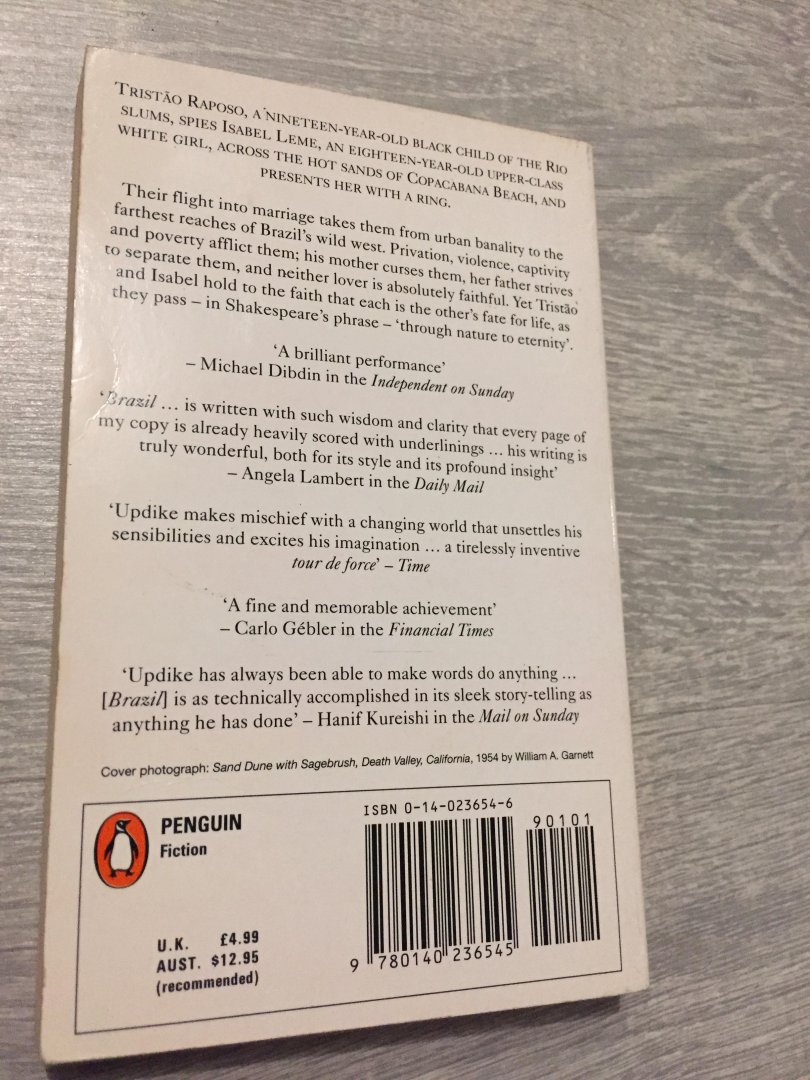 TRISTÃO RAPOSO, A NINETEEN-YEAR-OLD BLACK CHILD OF THE RIO
SLUMS, SPIES ISABEL LEME, AN EIGHTEEN-YEAR-OLD UPPER-CLASS
WHITE GIRL, ACROSS THE HOT SANDS OF COPACABANA BEACH, AND
PRESENTS HER WITH A RING.
Their flight into marriage takes them from urban banality to the
farthest reaches of Brazil's wild west. Privation, violence, captivity
and poverty afflict them; his mother curses them, her father strives
to separate them, and neither lover is absolutely faithful. Yet Tristão
and Isabel hold to the faith that each is the other's fate for life, as
they pass – in Shakespeare's phrase – 'through nature to eternity'.
'A brilliant performance'
– Michael Dibdin in the Independent on Sunday
'Brazil ... is written with such wisdom and clarity that every page of
my copy is already heavily scored with underlinings ... his writing is
truly wonderful, both for its style and its profound insight'
– Angela Lambert in the Daily Mail
'Updike makes mischief with a changing world that unsettles his
sensibilities and excites his imagination ... a tirelessly inventive
tour de force' – Time
'A fine and memorable achievement'
– Carlo Gébler in the Financial Times
'Updike has always been able to make words do anything ...
[Brazil] is as technically accomplished in its sleek story-telling as
anything he has done' – Hanif Kureishi in the Mail on Sunday
Cover photograph: Sand Dune with Sagebrush, Death Valley, California, 1954 by William A. Garnett
PENGUIN
Fiction
U.K. £4.99
AUST. $12.95
(recommended)
ISBN 0-14-023654-6
90101
9 780140 236545